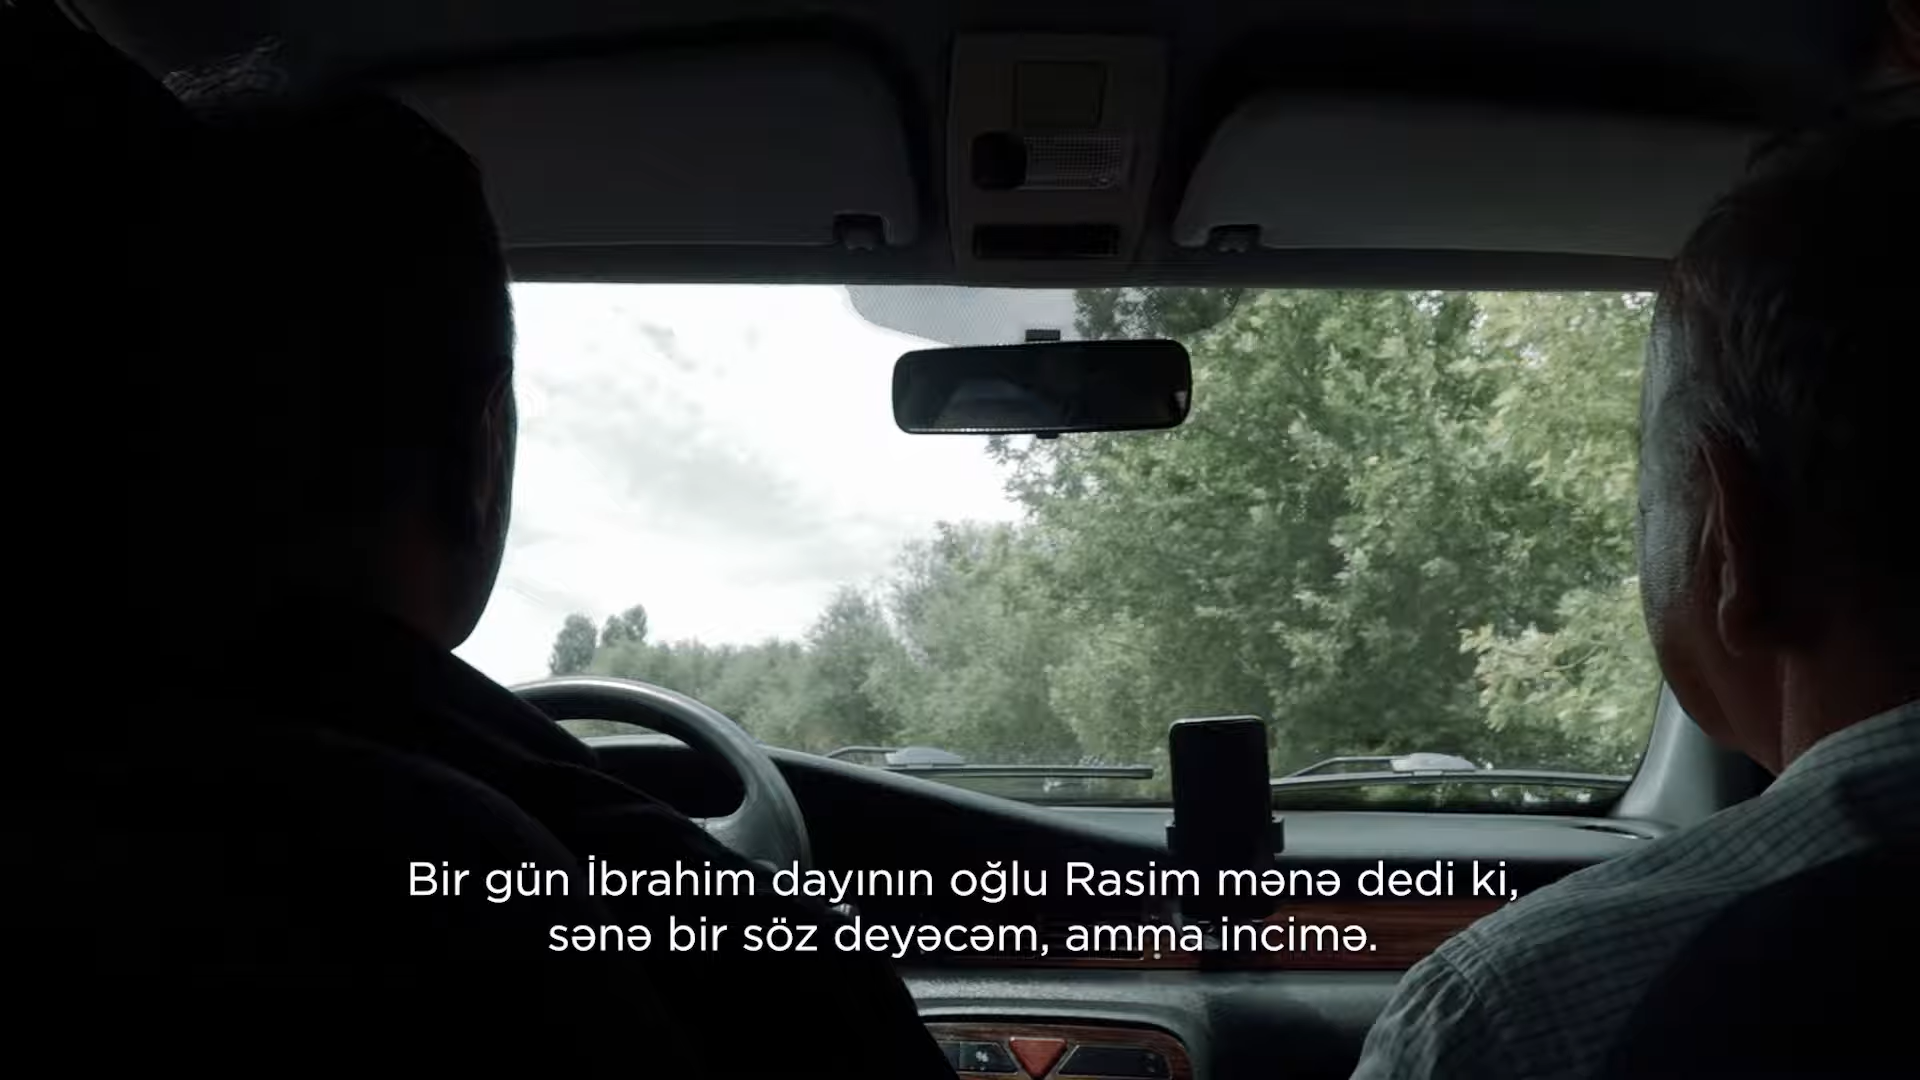 Bir gün İbrahim dayının oğlu Rasim mənə dedi ki,
sənə bir söz deyəcəm, amma incimə.